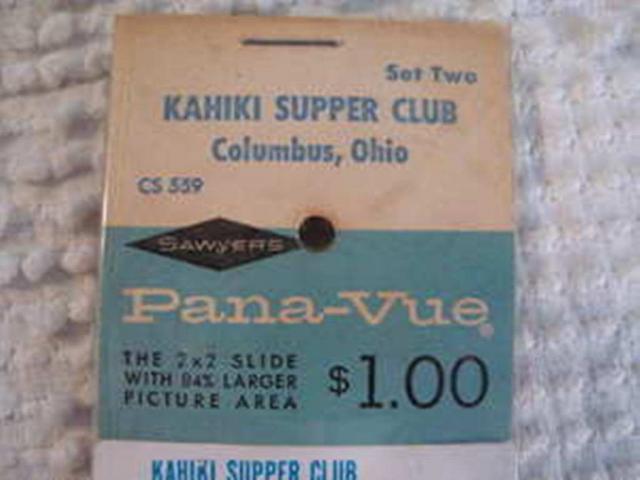 Set Two
KAHIKI SUPPER CLUB
Columbus, Ohio
CS 559
SAWYERS
Pana-Vue®
THE 2x2 SLIDE
WITH 84% LARGER
PICTURE AREA
$1.00
KAHIKI SUPPER CLUB